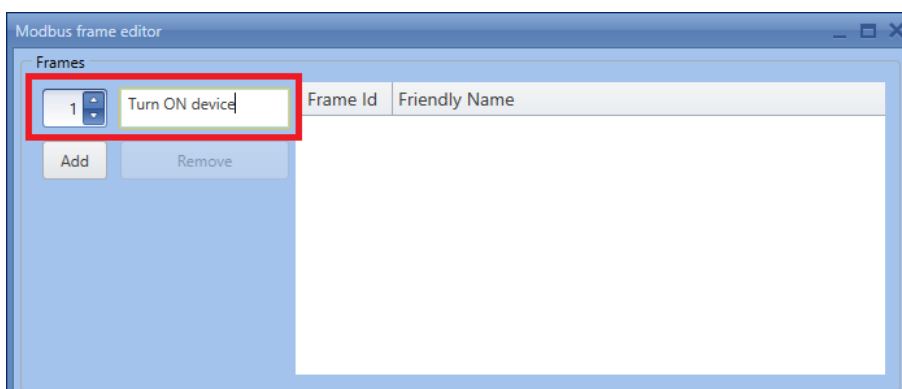 Modbus frame editor
Frames
1 Turn ON device Frame Id Friendly Name
Add Remove